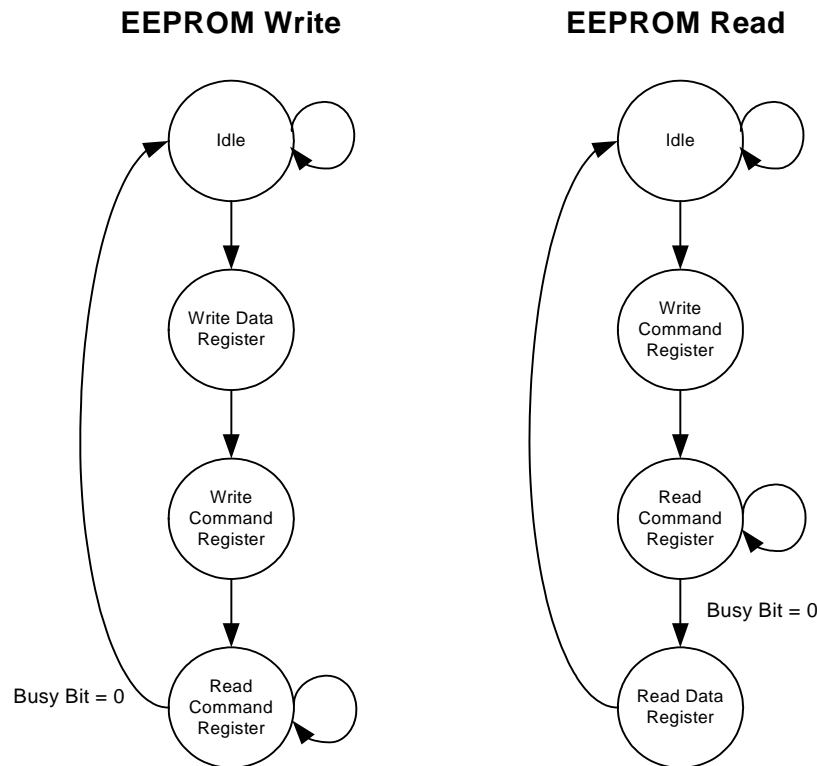 EEPROM Write
Idle
Write Data
Register
Write
Command
Register
Read
Command
Register
Busy Bit = 0
EEPROM Read
Idle
Write
Command
Register
Read
Command
Register
Busy Bit = 0
Read Data
Register